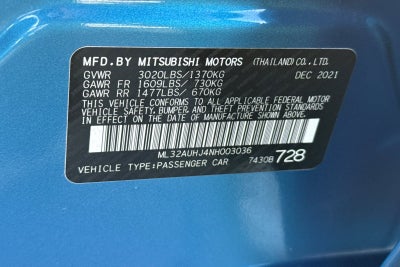 MFD.BY MITSUBISHI MOTORS (THAILAND)CO.,LTD.
GVWR 3020LBS/1370KG DEC 2021
GAWR FR 1609LBS/ 730KG
GAWR RR 1477LBS/ 670KG
THIS VEHICLE CONFORMS TO ALL APPLICABLE FEDERAL MOTOR
VEHICLE SAFETY, BUMPER, AND THEFT PREVENTION STANDARDS
IN EFFECT ON THE DATE OF MANUFACTURE SHOWN ABOVE.
ML32AUHJ4NH003036
VEHICLE TYPE:PASSENGER CAR 7430B 728